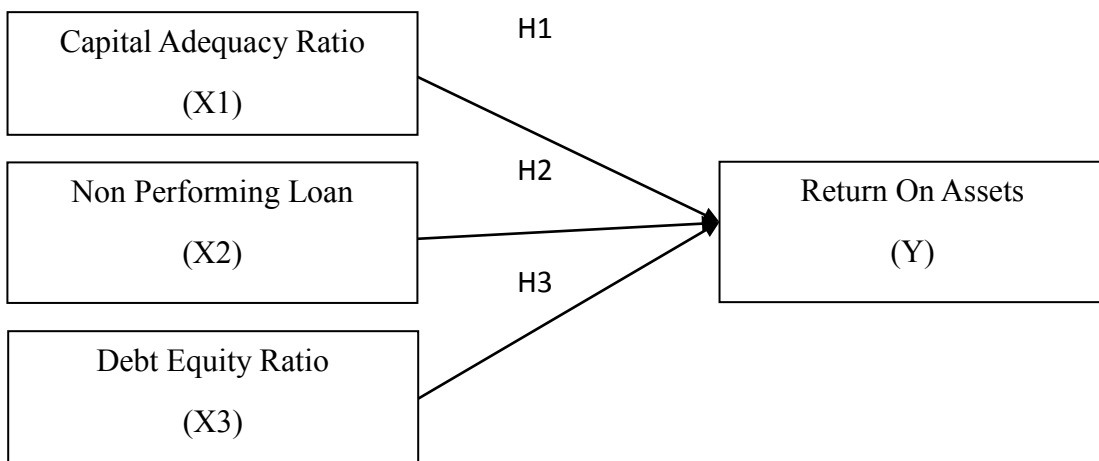 Capital Adequacy Ratio
(X1)
H1
Non Performing Loan
(X2)
H2
Return On Assets
(Y)
H3
Debt Equity Ratio
(X3)